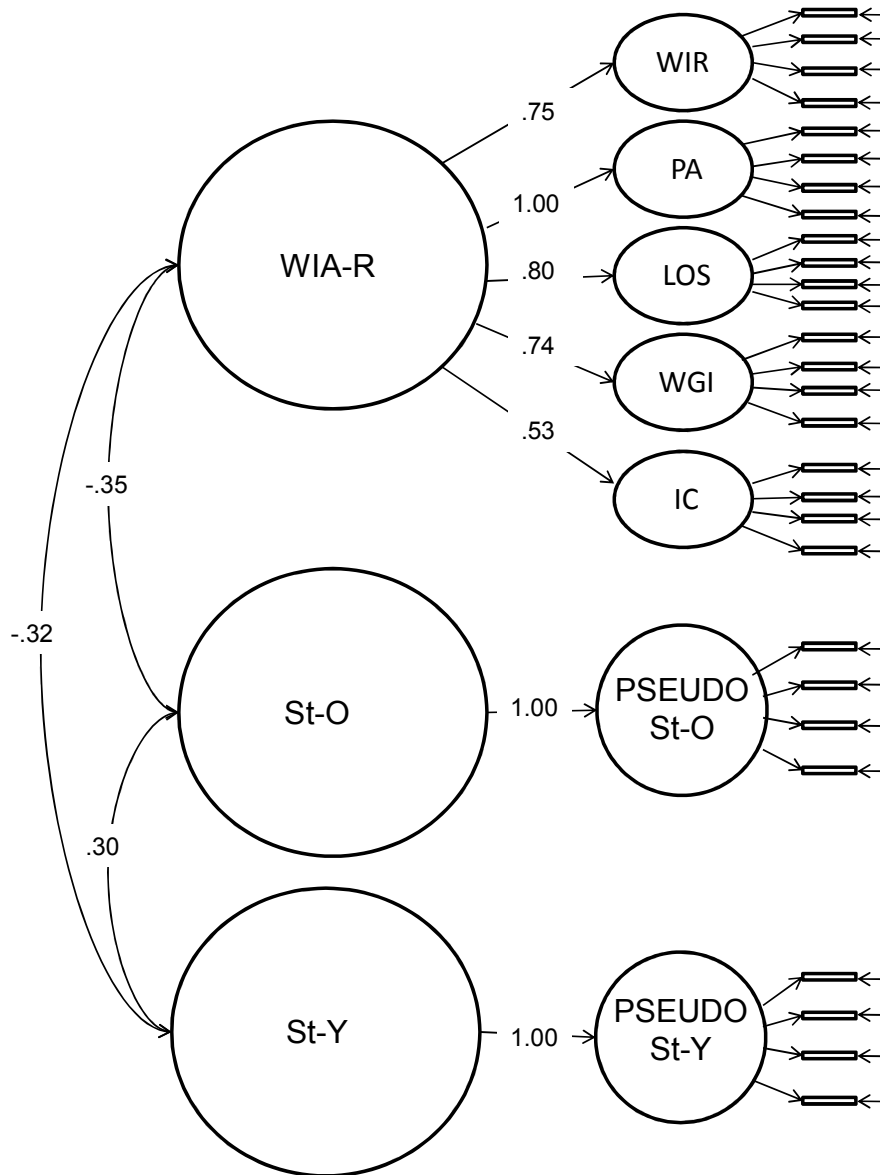 WIR
.75
PA
1.00
WIA-R
.80
LOS
.74
WGI
.53
-.35
IC
-.32
St-O
1.00
PSEUDO
St-O
.30
St-Y
1.00
PSEUDO
St-Y